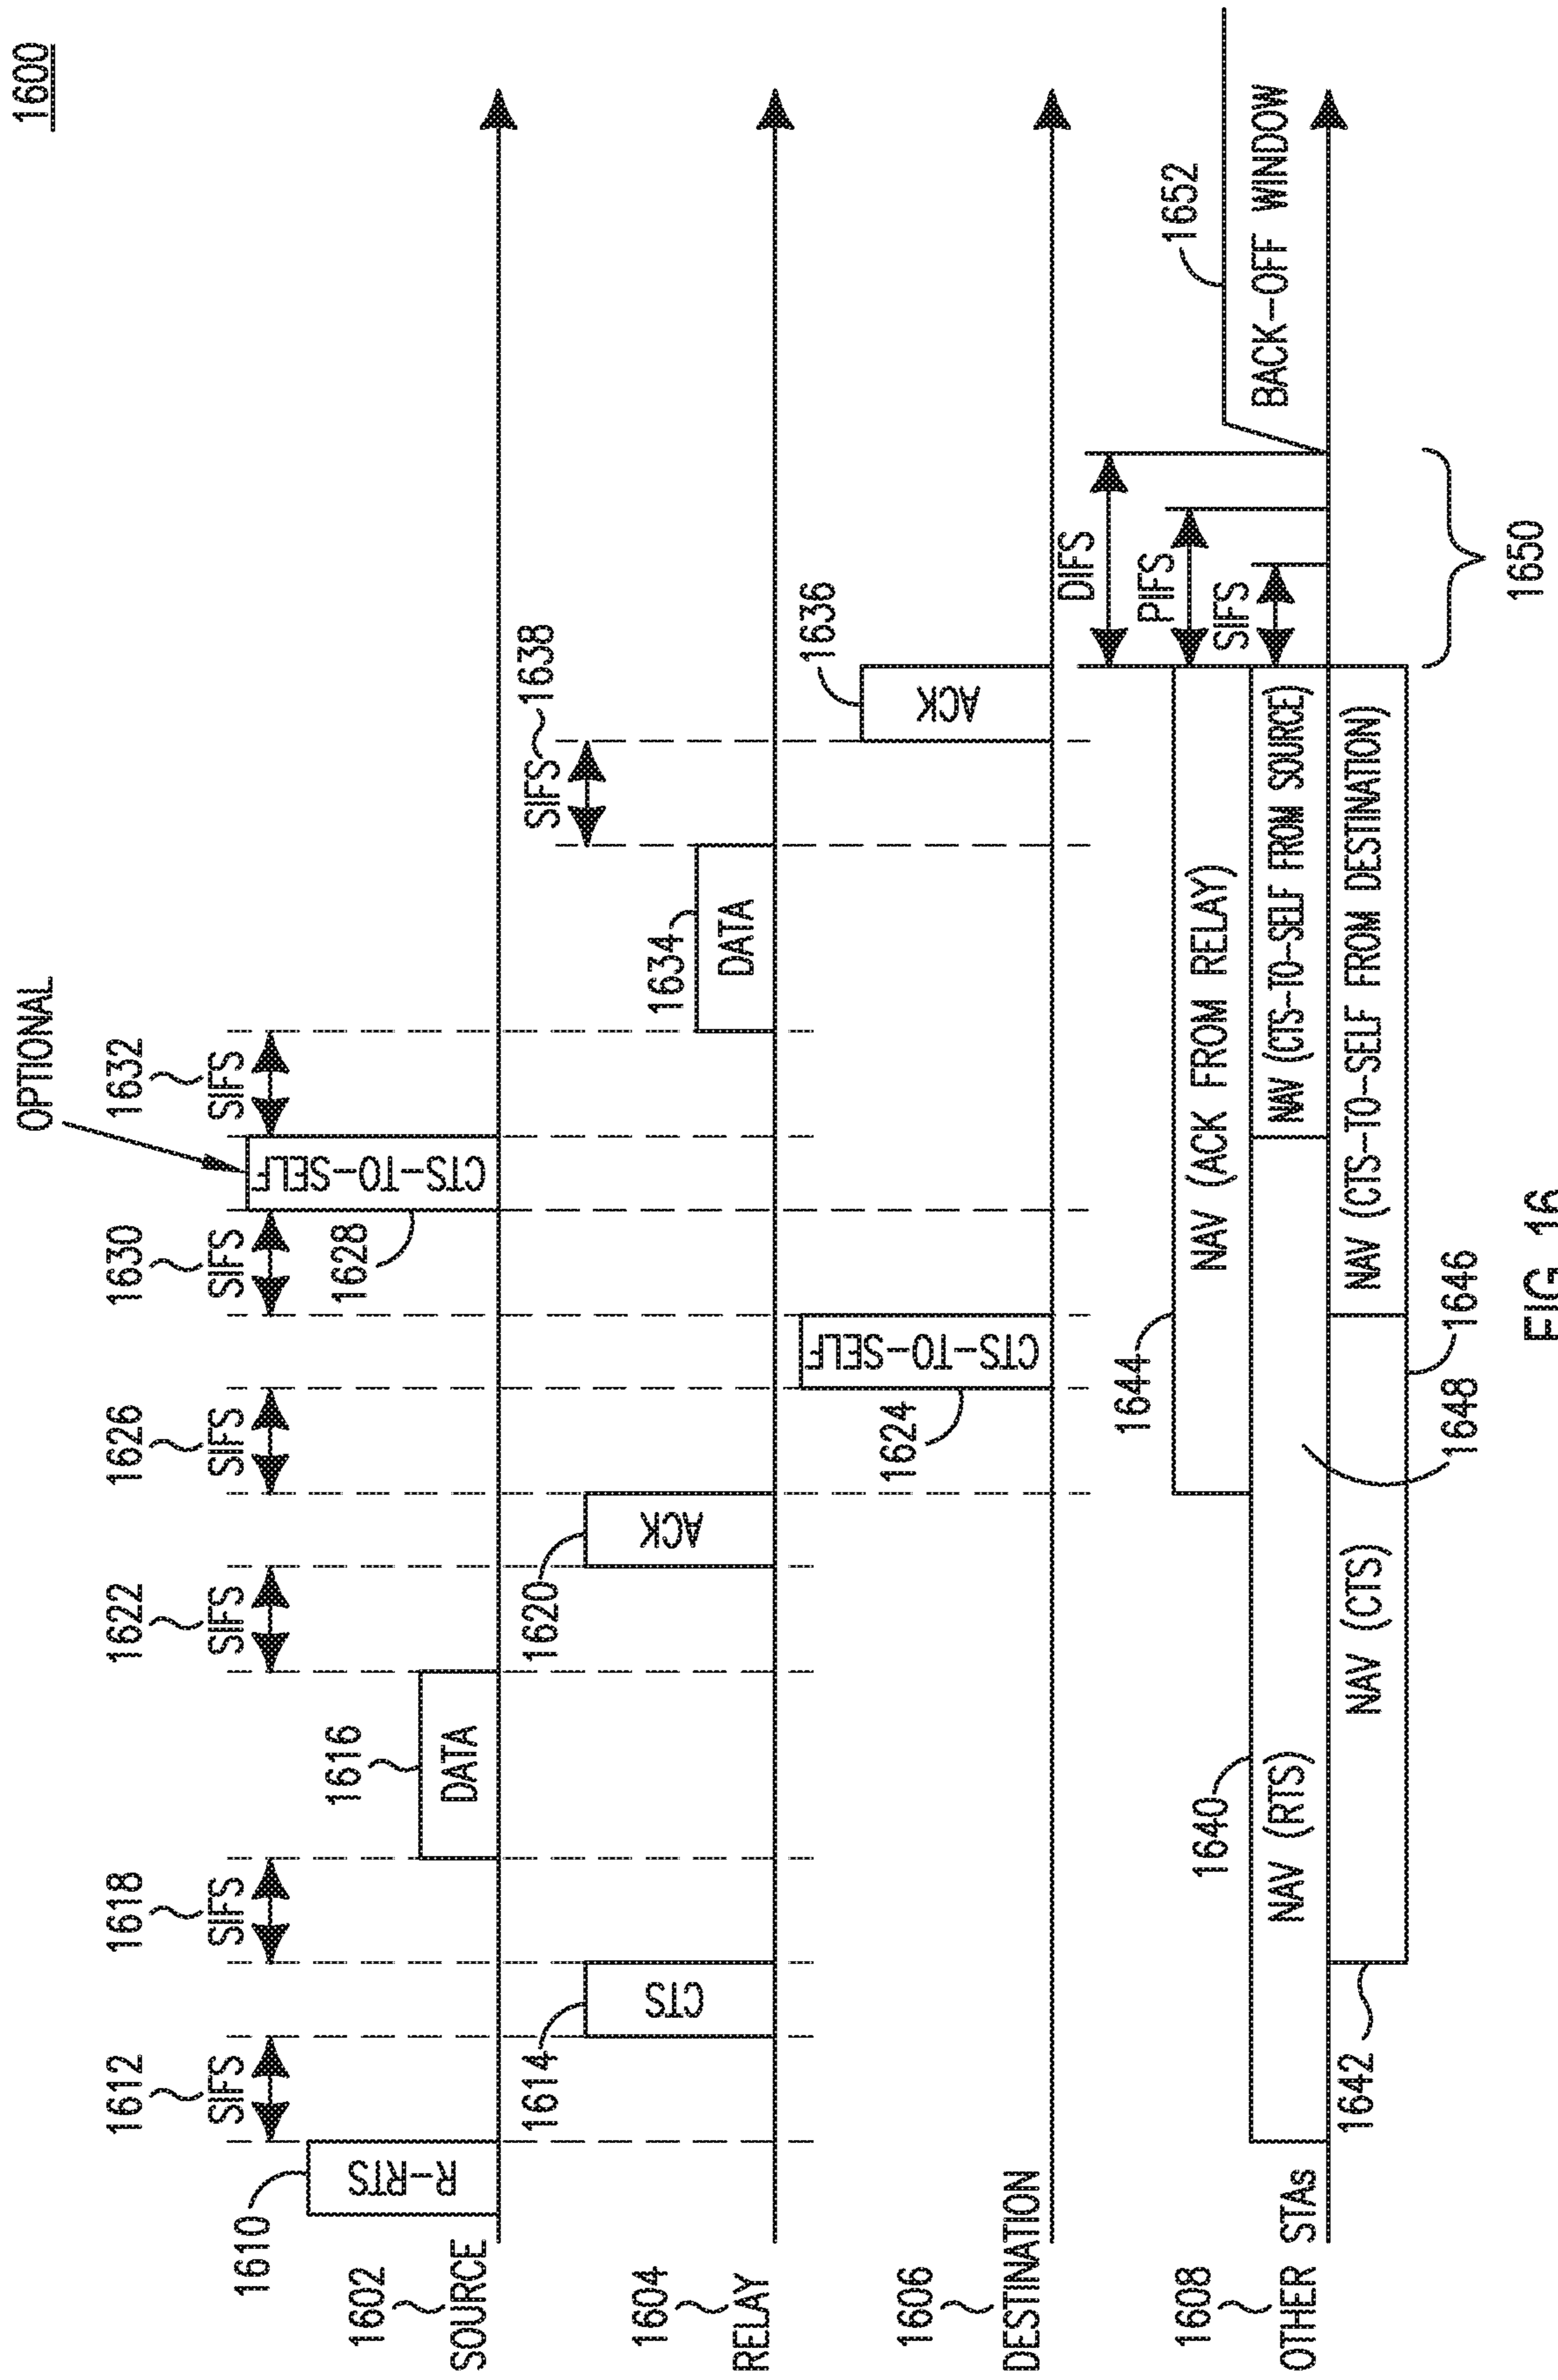 1600
OPTIONAL
1612
SIFS
1618
SIFS
1622
SIFS
1626
SIFS
1630
SIFS
1632
SIFS
1610
R-RTS
1616
DATA
1628
CTS-TO-SELF
1602
SOURCE
1614
CTS
1620
ACK
SIFS
1638
1634
DATA
1604
RELAY
1624
CTS-TO-SELF
1636
ACK
1606
DESTINATION
DIFS
PIFS
SIFS
1652
BACK-OFF WINDOW
1644
NAV (ACK FROM RELAY)
1640
NAV (RTS)
NAV (CTS-TO-SELF FROM SOURCE)
1608
OTHER STAs
1642
NAV (CTS)
NAV (CTS-TO-SELF FROM DESTINATION)
1648
1646
1650
FIG. 16